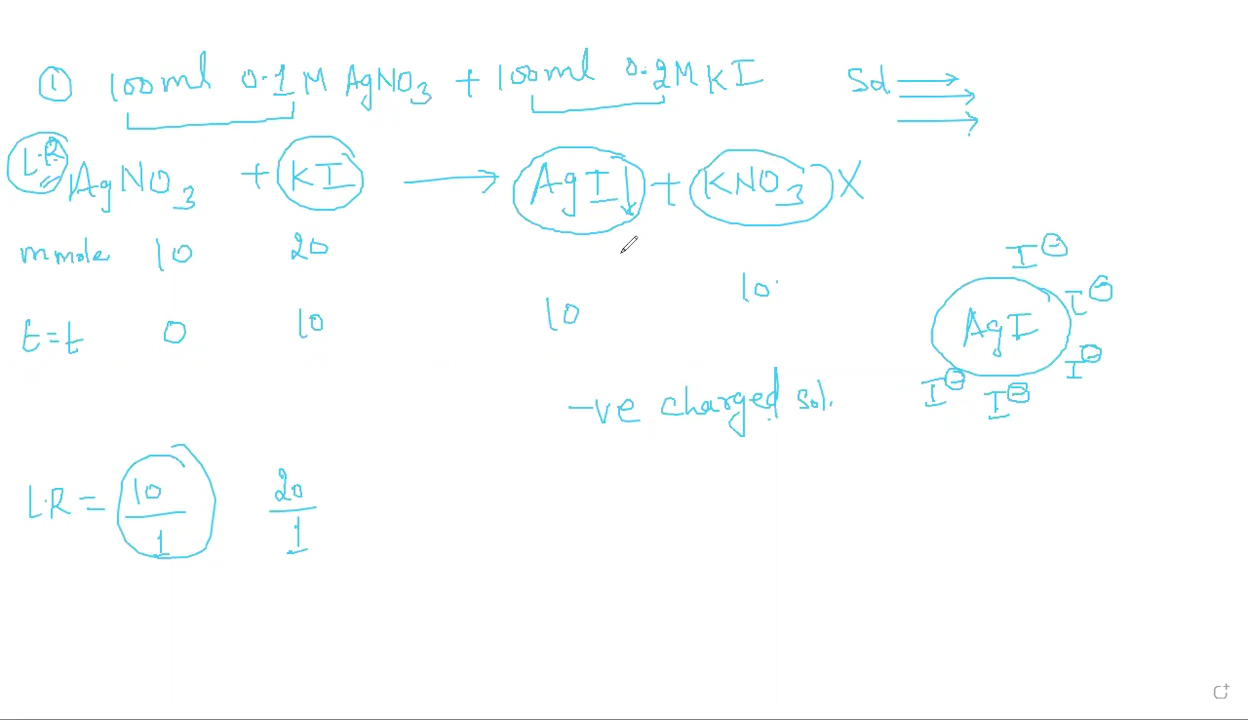 ① 100ml 0.1M AgNO3 + 100ml 0.2M KI Sol
L.R AgNO3 + KI → AgI↓ + KNO3 X
m mole 10 20
t=t 0 10 10 10
I⊖
I⊖
AgI
I⊖
I⊖ I⊖
-ve charged sol.
L.R = 10/1 20/1